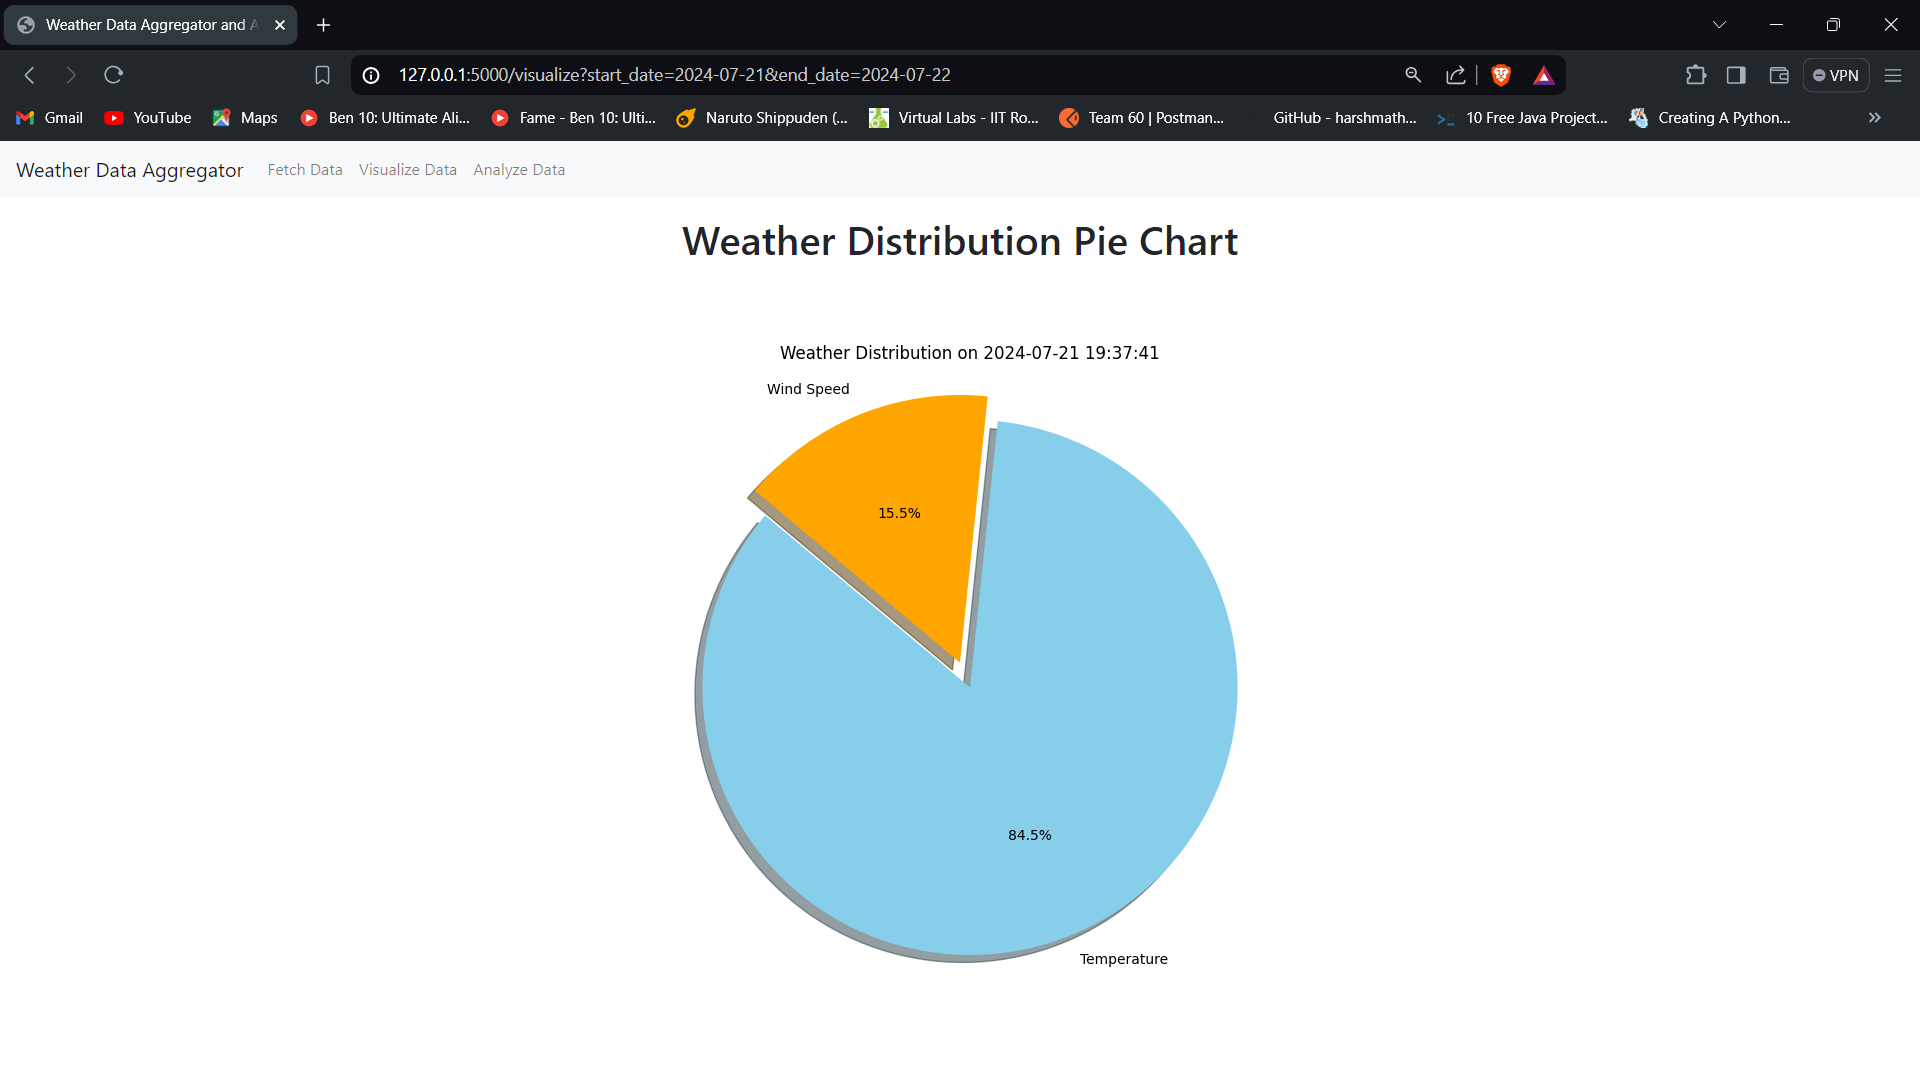 Weather Data Aggregator and A
127.0.0.1:5000/visualize?start_date=2024-07-21&end_date=2024-07-22
VPN
Gmail YouTube Maps Ben 10: Ultimate Ali... Fame - Ben 10: Ulti... Naruto Shippuden (... Virtual Labs - IIT Ro... Team 60 | Postman... GitHub - harshmath... 10 Free Java Project... Creating A Python...
Weather Data Aggregator Fetch Data Visualize Data Analyze Data
Weather Distribution Pie Chart
Weather Distribution on 2024-07-21 19:37:41
Wind Speed
15.5%
84.5%
Temperature